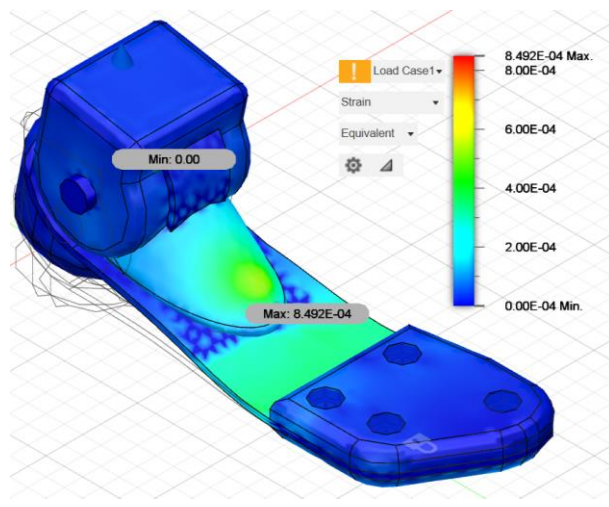 8.492E-04 Max.
! Load Case1
8.00E-04
Strain
6.00E-04
Equivalent
Min: 0.00
4.00E-04
2.00E-04
Max: 8.492E-04
0.00E-04 Min.